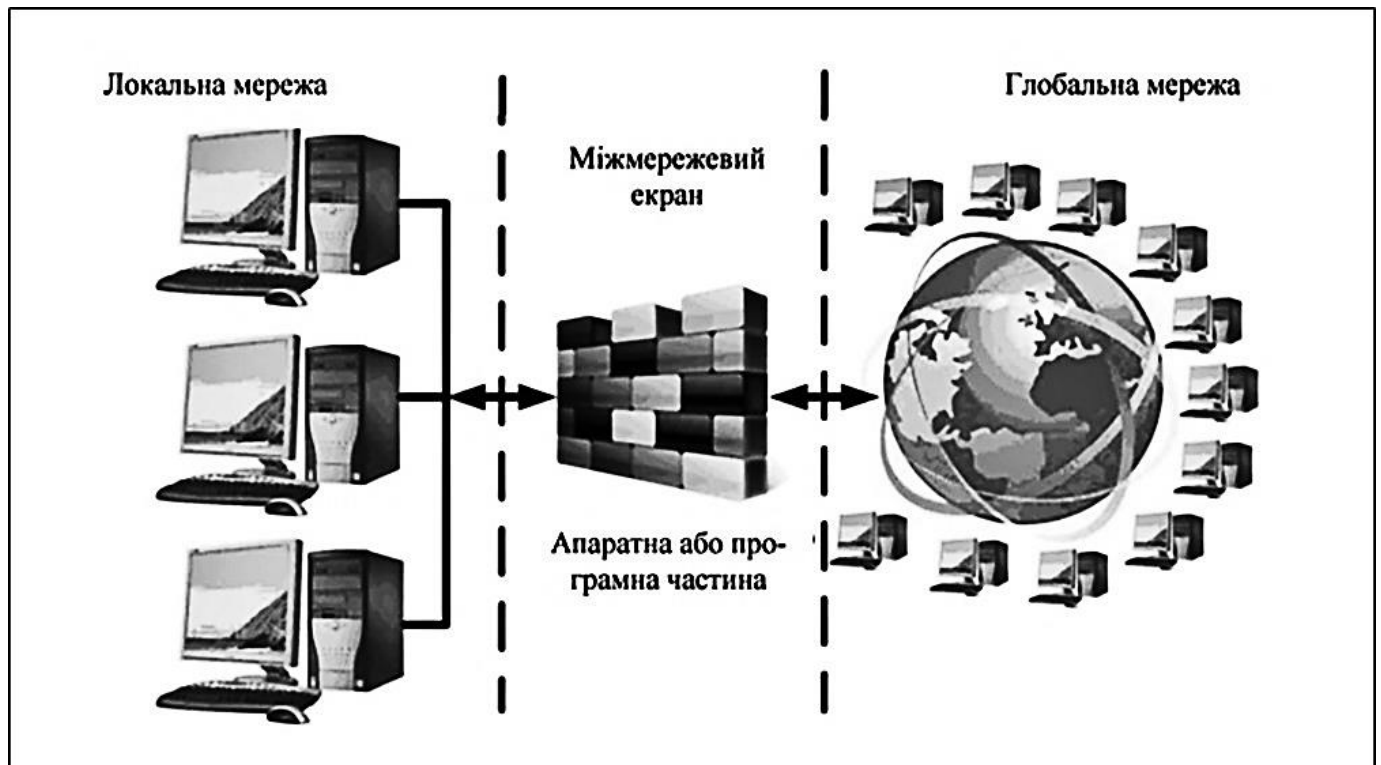 Локальна мережа
Міжмережевий
екран
Апаратна або про-
грамна частина
Глобальна мережа